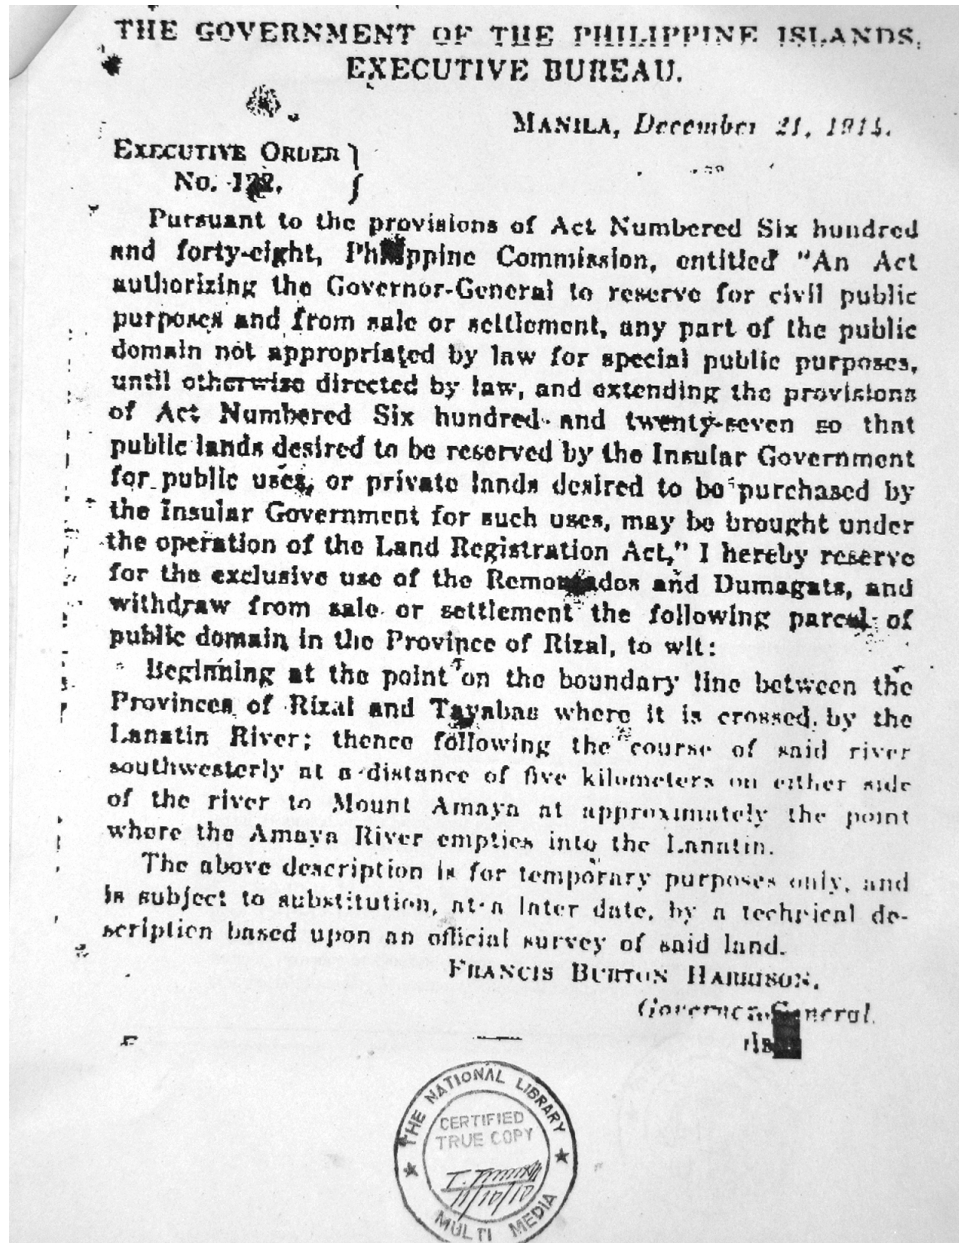 THE GOVERNMENT OF THE PHILIPPINE ISLANDS,
EXECUTIVE BUREAU.
MANILA, December 21, 1914.
EXECUTIVE ORDER }
No. 122.
Pursuant to the provisions of Act Numbered Six hundred
and forty-eight, Philippine Commission, entitled "An Act
authorizing the Governor-General to reserve for civil public
purposes and from sale or settlement, any part of the public
domain not appropriated by law for special public purposes,
until otherwise directed by law, and extending the provisions
of Act Numbered Six hundred and twenty-seven so that
public lands desired to be reserved by the Insular Government
for public uses, or private lands desired to be purchased by
the Insular Government for such uses, may be brought under
the operation of the Land Registration Act," I hereby reserve
for the exclusive use of the Remontados and Dumagats, and
withdraw from sale or settlement the following parcel of
public domain in the Province of Rizal, to wit:
Beginning at the point on the boundary line between the
Provinces of Rizal and Tayabas where it is crossed by the
Lanatin River; thence following the course of said river
southwesterly at a distance of five kilometers on either side
of the river to Mount Amaya at approximately the point
where the Amaya River empties into the Lanatin.
The above description is for temporary purposes only, and
is subject to substitution, at a later date, by a technical de-
scription based upon an official survey of said land.
FRANCIS BURTON HARRISON,
Governor-General.
THE NATIONAL LIBRARY
CERTIFIED
TRUE COPY
MULTI MEDIA